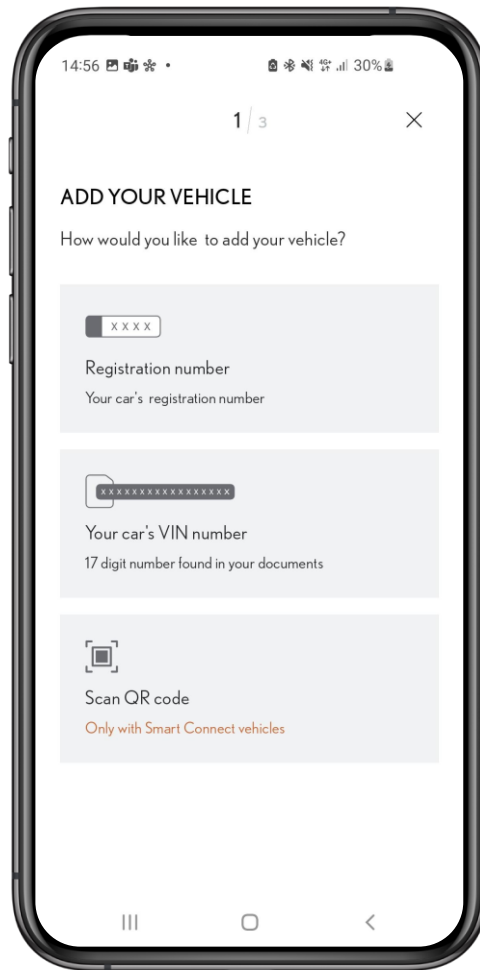 14:56
4G+ 30%
1 / 3
ADD YOUR VEHICLE
How would you like to add your vehicle?
X X X X
Registration number
Your car's registration number
X X X X X X X X X X X X X X X X X
Your car's VIN number
17 digit number found in your documents
Scan QR code
Only with Smart Connect vehicles